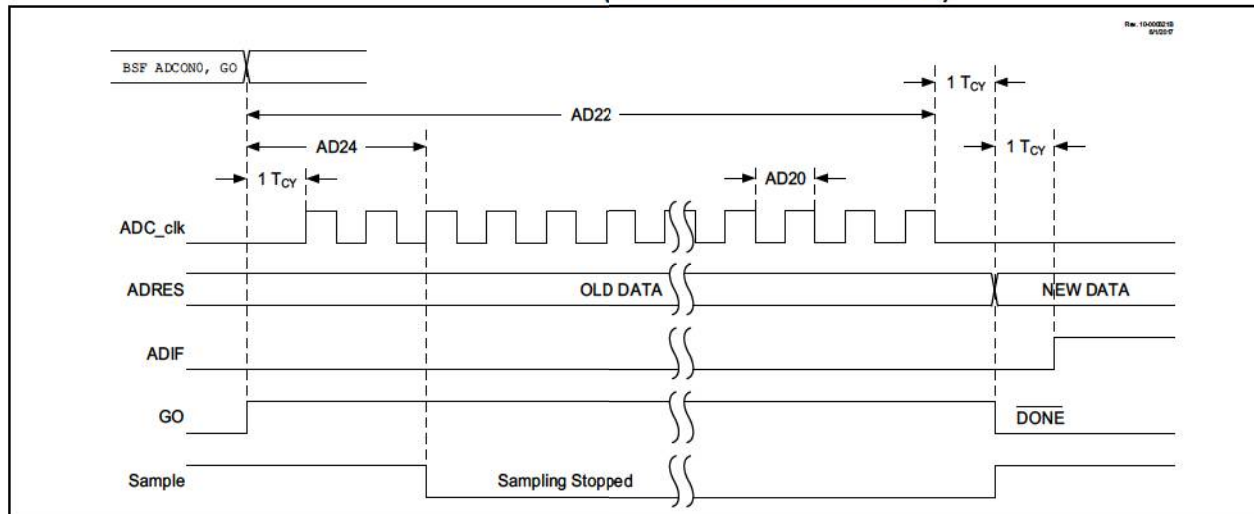 Rev. 10-000321B
8/1/2017
BSF ADCON0, GO
1 TCY
AD22
AD24
1 TCY
1 TCY
AD20
ADC_clk
ADRES
OLD DATA
NEW DATA
ADIF
GO
DONE
Sample
Sampling Stopped